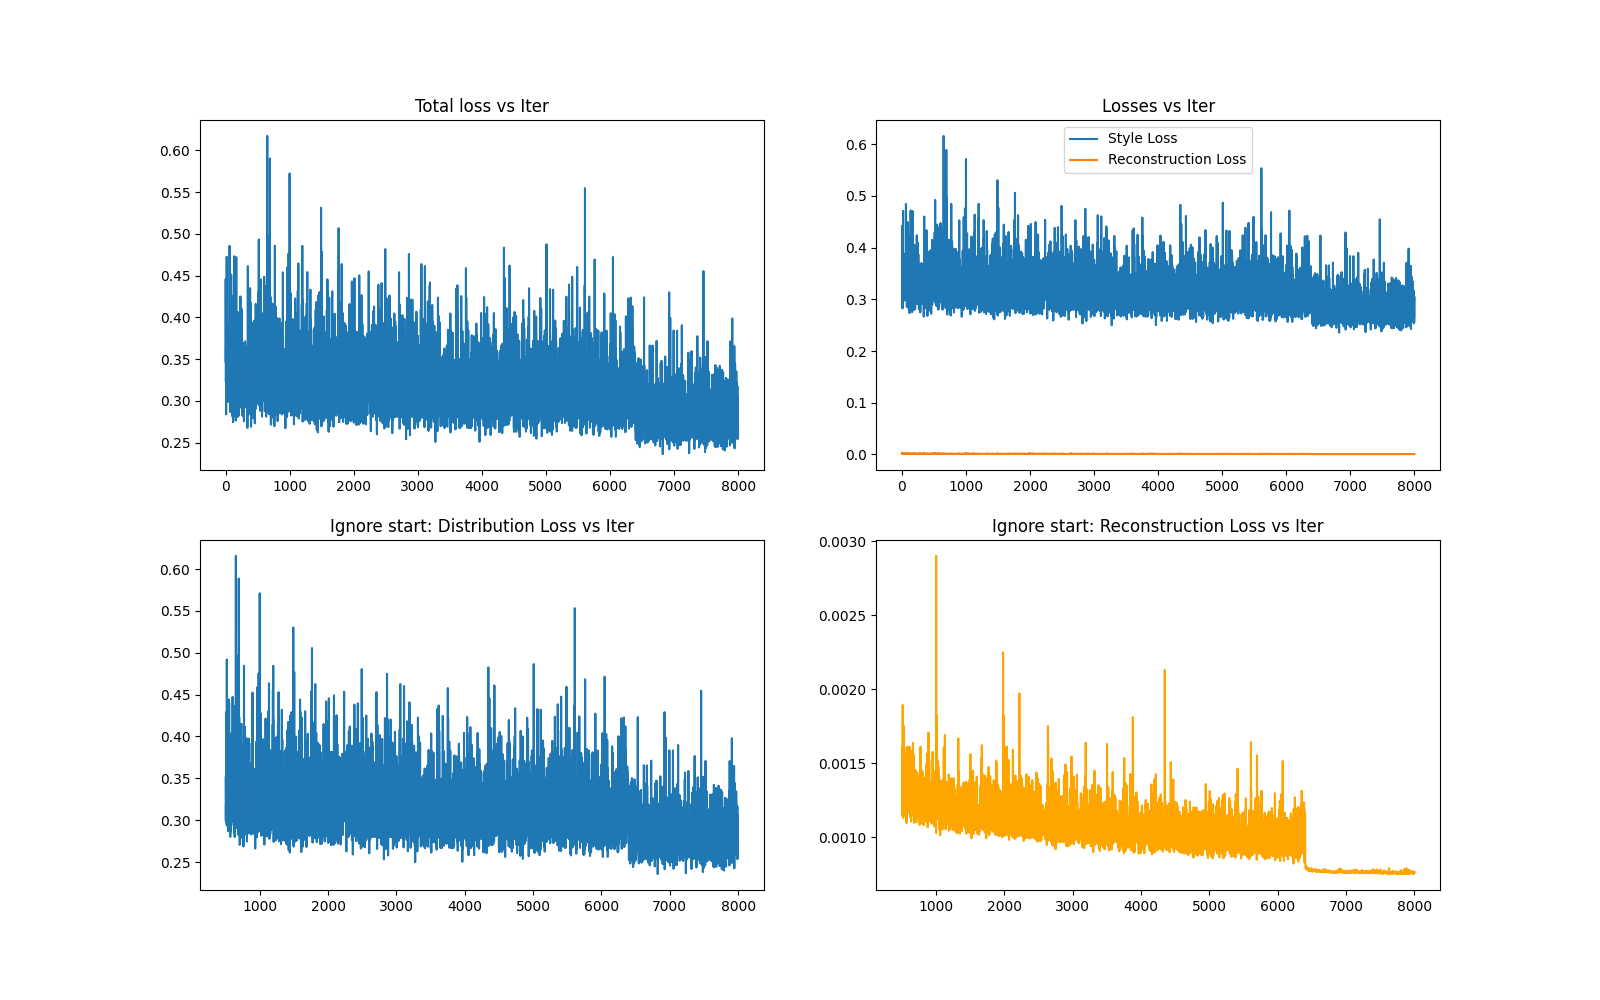 Total loss vs Iter
0.60
0.55
0.50
0.45
0.40
0.35
0.30
0.25
0 1000 2000 3000 4000 5000 6000 7000 8000
Losses vs Iter
Style Loss
Reconstruction Loss
0.6
0.5
0.4
0.3
0.2
0.1
0.0
0 1000 2000 3000 4000 5000 6000 7000 8000
Ignore start: Distribution Loss vs Iter
0.60
0.55
0.50
0.45
0.40
0.35
0.30
0.25
1000 2000 3000 4000 5000 6000 7000 8000
Ignore start: Reconstruction Loss vs Iter
0.0030
0.0025
0.0020
0.0015
0.0010
1000 2000 3000 4000 5000 6000 7000 8000